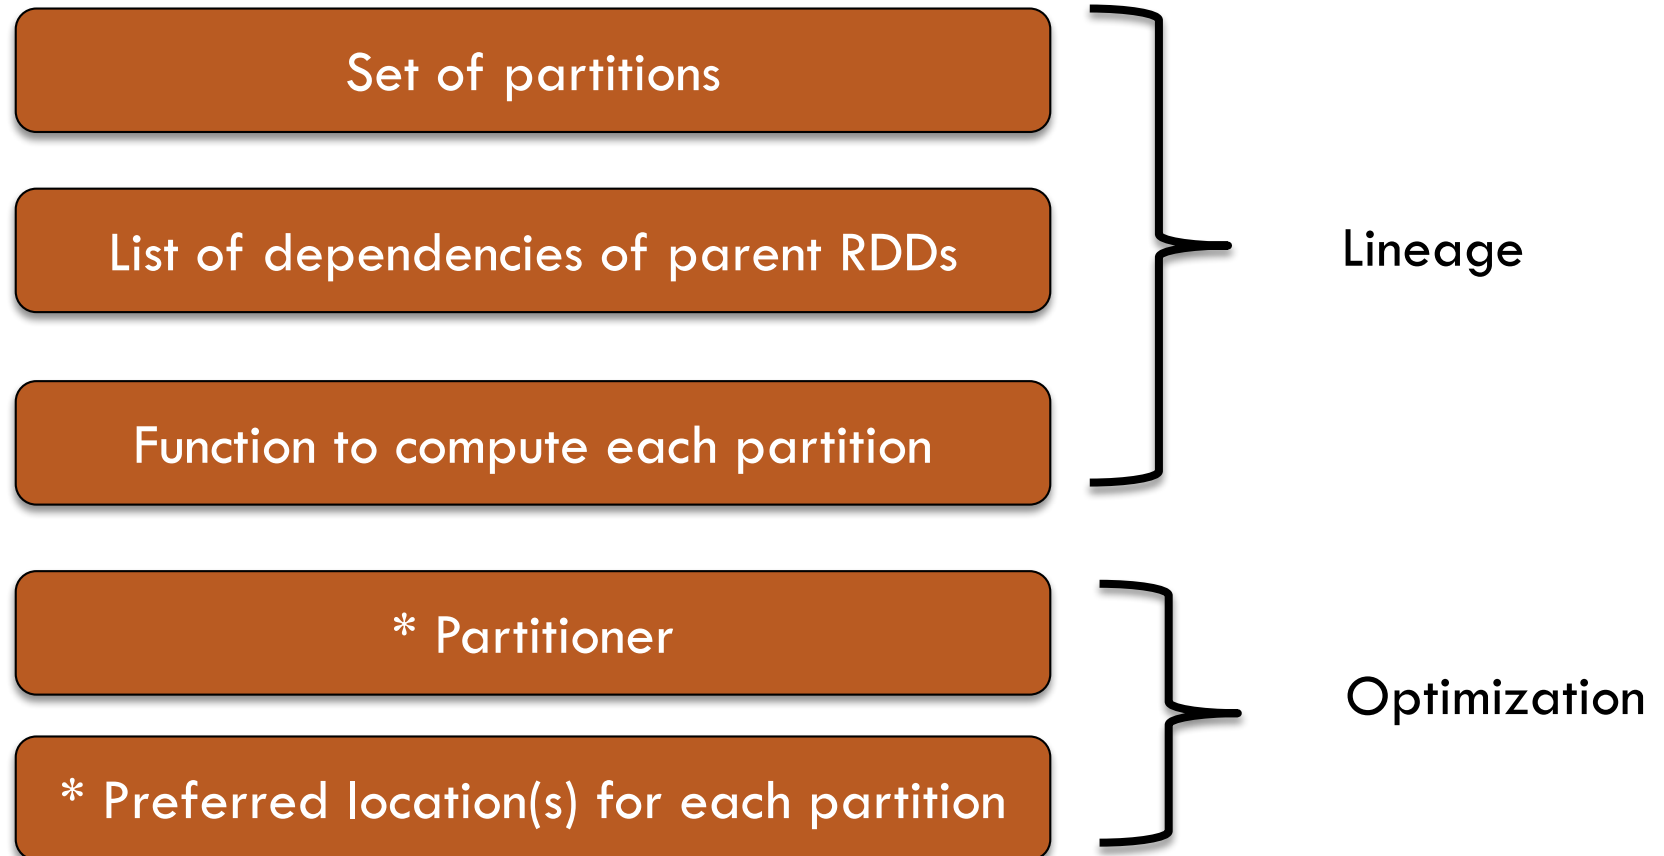 Set of partitions
List of dependencies of parent RDDs
Lineage
Function to compute each partition
* Partitioner
Optimization
* Preferred location(s) for each partition